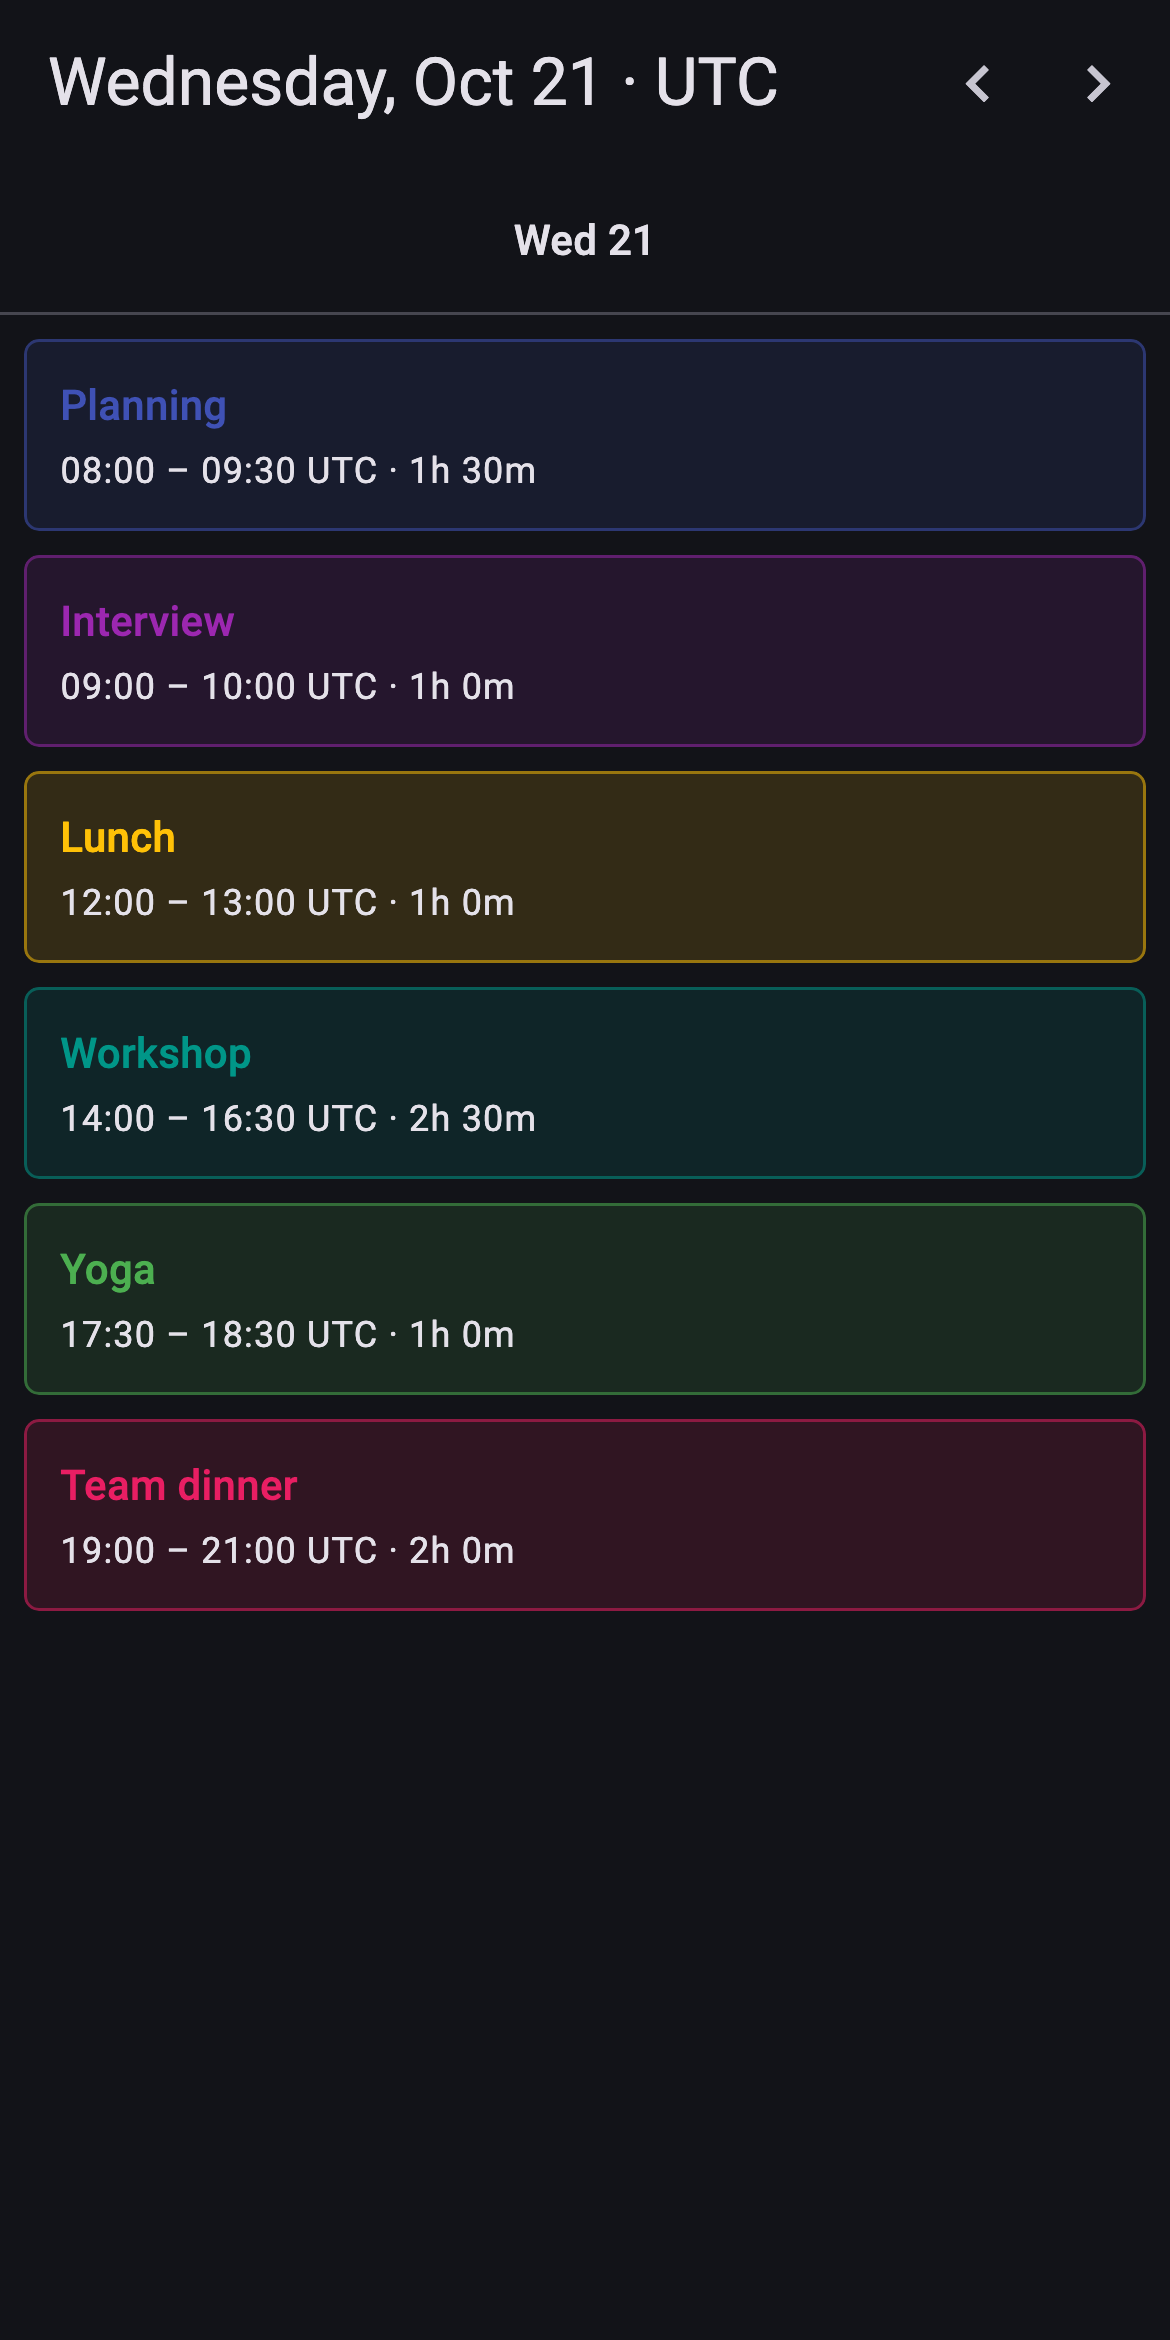 Wednesday, Oct 21 · UTC
Wed 21
Planning
08:00 – 09:30 UTC · 1h 30m
Interview
09:00 – 10:00 UTC · 1h 0m
Lunch
12:00 – 13:00 UTC · 1h 0m
Workshop
14:00 – 16:30 UTC · 2h 30m
Yoga
17:30 – 18:30 UTC · 1h 0m
Team dinner
19:00 – 21:00 UTC · 2h 0m